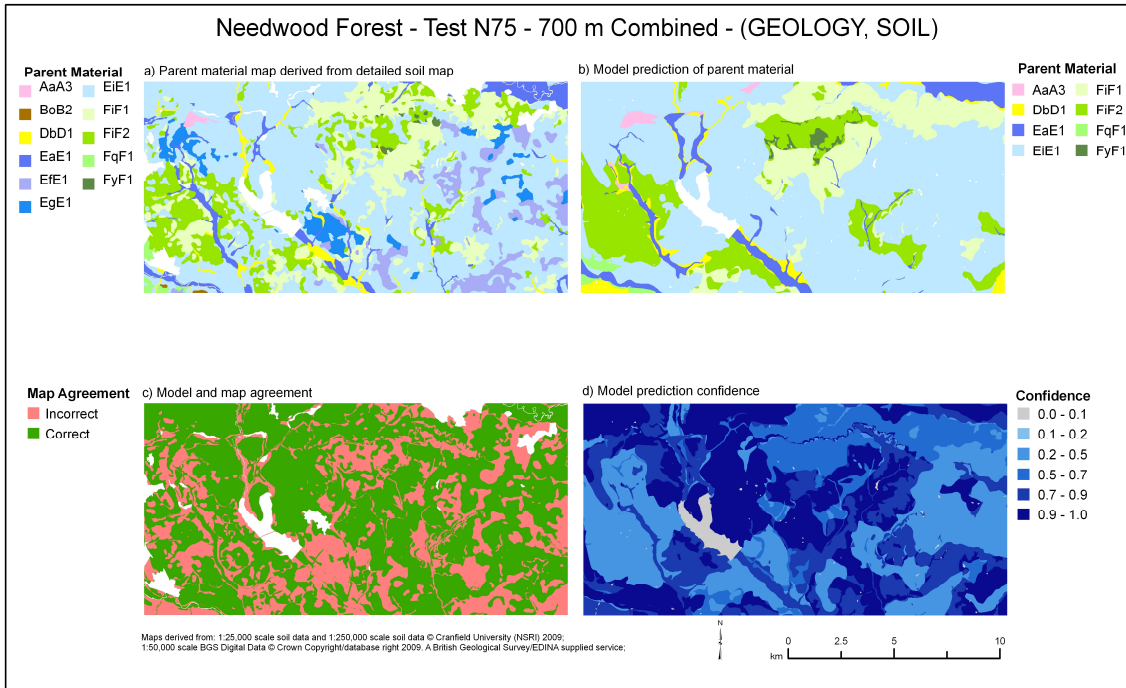 Needwood Forest - Test N75 - 700 m Combined - (GEOLOGY, SOIL)
Parent Material
AaA3
BoB2
DbD1
EaE1
EfE1
EgE1
EiE1
FiF1
FiF2
FqF1
FyF1
a) Parent material map derived from detailed soil map
b) Model prediction of parent material
Parent Material
AaA3
DbD1
EaE1
EiE1
FiF1
FiF2
FqF1
FyF1
Map Agreement
Incorrect
Correct
c) Model and map agreement
d) Model prediction confidence
Confidence
0.0 - 0.1
0.1 - 0.2
0.2 - 0.5
0.5 - 0.7
0.7 - 0.9
0.9 - 1.0
Maps derived from: 1:25,000 scale soil data and 1:250,000 scale soil data © Cranfield University (NSRI) 2009;
1:50,000 scale BGS Digital Data © Crown Copyright/database right 2009. A British Geological Survey/EDINA supplied service;
N
0 2.5 5 10
km